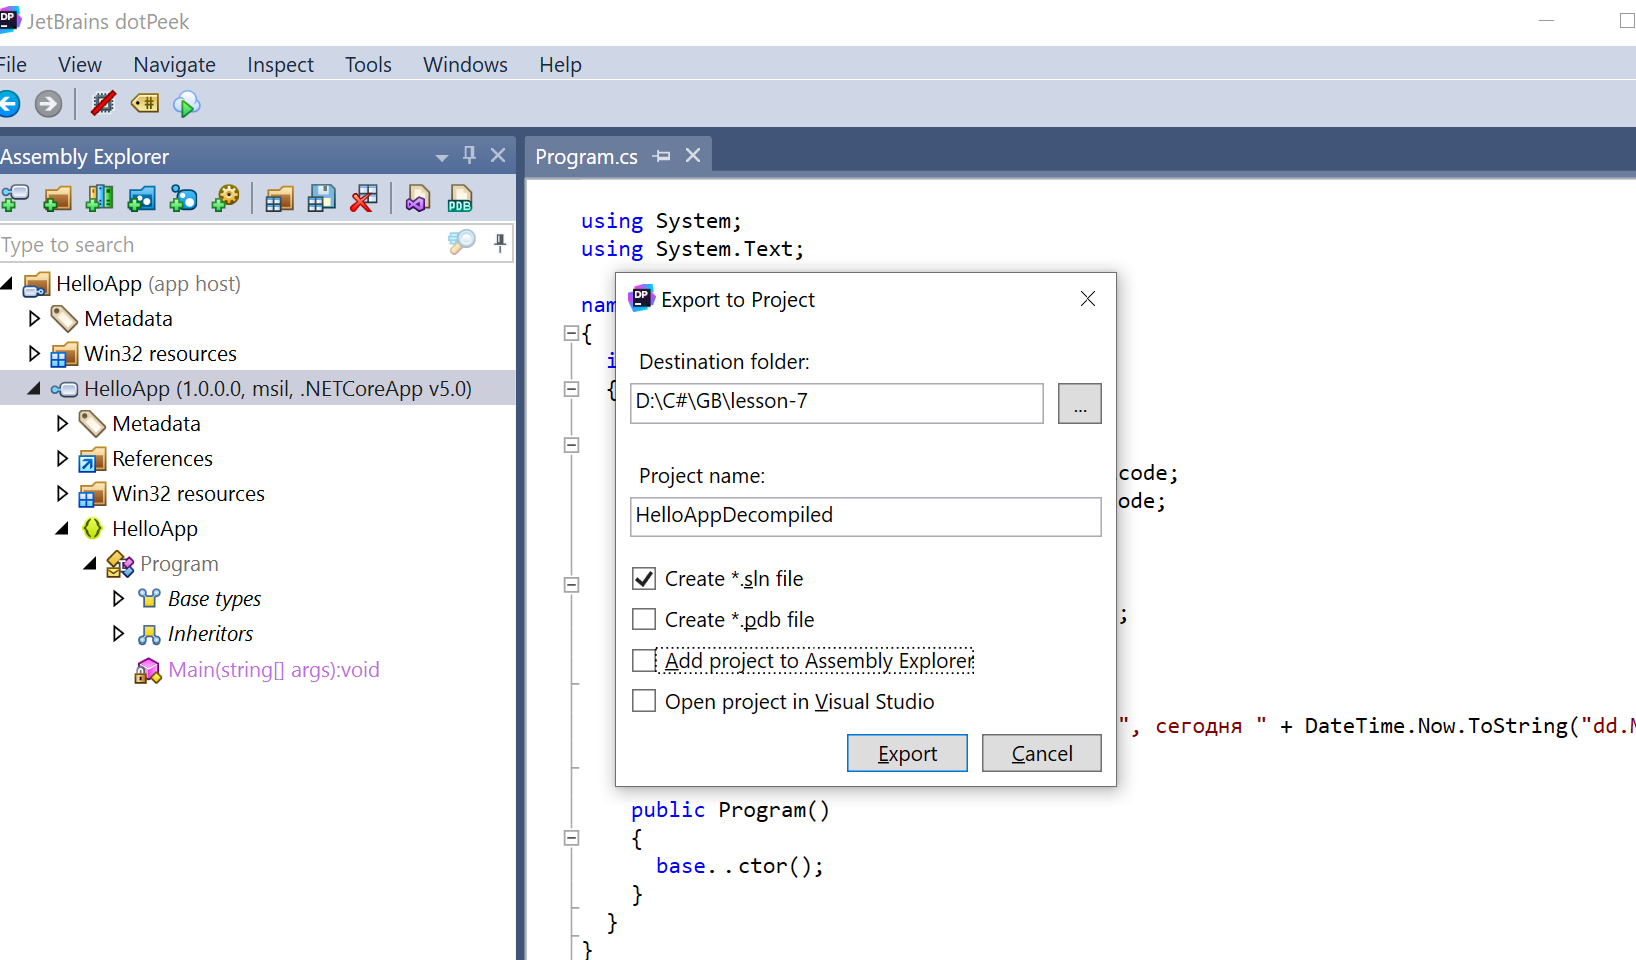 JetBrains dotPeek
File View Navigate Inspect Tools Windows Help
Assembly Explorer
Program.cs
PDB
Type to search
HelloApp (app host)
Metadata
Win32 resources
HelloApp (1.0.0.0, msil, .NETCoreApp v5.0)
Metadata
References
Win32 resources
HelloApp
Program
Base types
Inheritors
Main(string[] args):void
using System;
using System.Text;
nam
{
i
{
code;
ode;
;
", сегодня " + DateTime.Now.ToString("dd.M
public Program()
{
base..ctor();
}
}
}
DP
Export to Project
Destination folder:
D:\C#\GB\lesson-7
...
Project name:
HelloAppDecompiled
Create *.sln file
Create *.pdb file
Add project to Assembly Explorer
Open project in Visual Studio
Export
Cancel